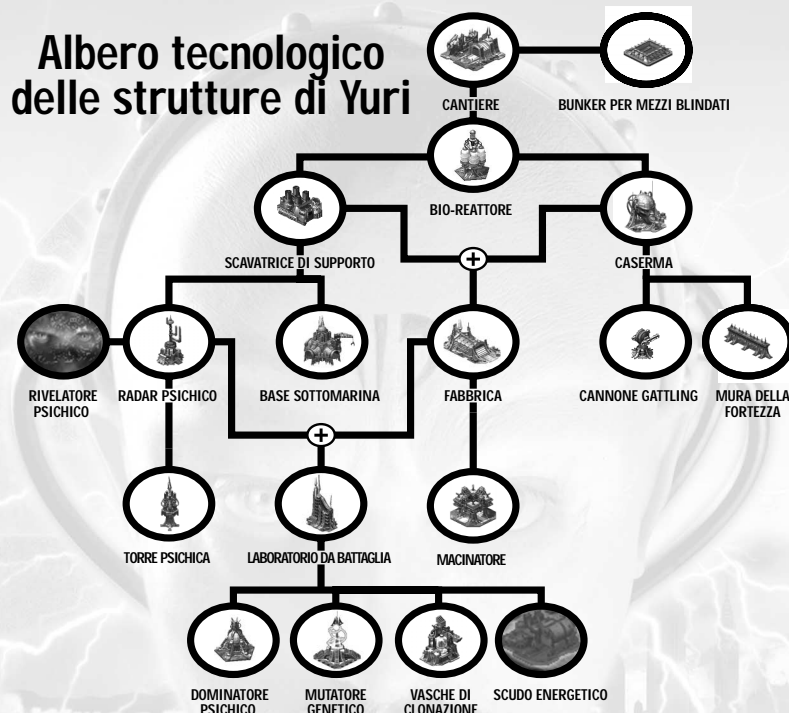 Albero tecnologico
delle strutture di Yuri
CANTIERE
BUNKER PER MEZZI BLINDATI
BIO-REATTORE
SCAVATRICE DI SUPPORTO
CASERMA
+
RIVELATORE
PSICHICO
RADAR PSICHICO
BASE SOTTOMARINA
FABBRICA
CANNONE GATTLING
MURA DELLA
FORTEZZA
+
TORRE PSICHICA
LABORATORIO DA BATTAGLIA
MACINATORE
DOMINATORE
PSICHICO
MUTATORE
GENETICO
VASCHE DI
CLONAZIONE
SCUDO ENERGETICO